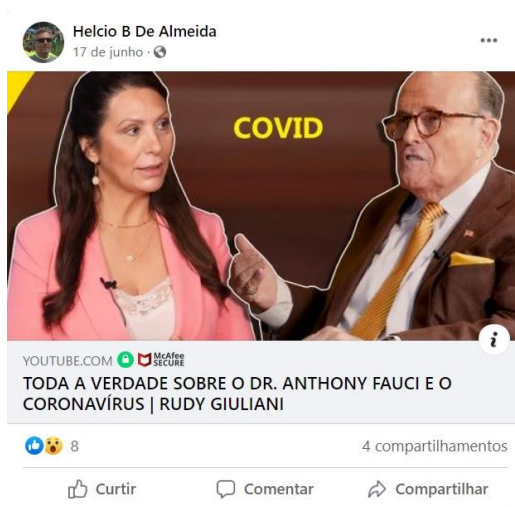 Helcio B De Almeida
17 de junho ·
COVID
i
YOUTUBE.COM McAfee SECURE
TODA A VERDADE SOBRE O DR. ANTHONY FAUCI E O
CORONAVÍRUS | RUDY GIULIANI
8 4 compartilhamentos
Curtir Comentar Compartilhar